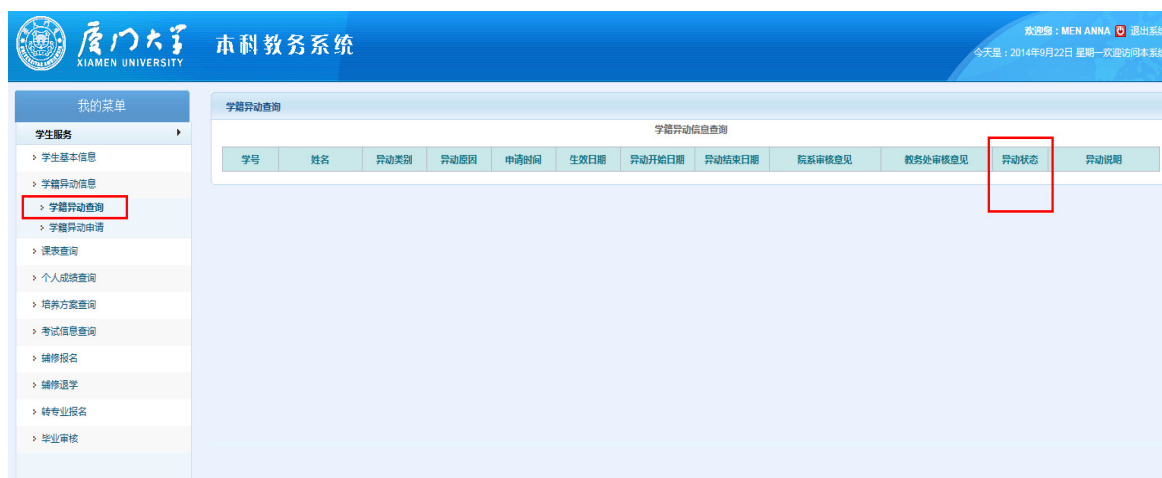 厦门大学
XIAMEN UNIVERSITY
本科教务系统
欢迎您：MEN ANNA 退出系统
今天是：2014年9月22日 星期一欢迎访问本系统
我的菜单
学生服务
学生基本信息
学籍异动信息
学籍异动查询
学籍异动申请
课表查询
个人成绩查询
培养方案查询
考试信息查询
辅修报名
辅修退学
转专业报名
毕业审核
学籍异动查询
学籍异动信息查询
学号 姓名 异动类别 异动原因 申请时间 生效日期 异动开始日期 异动结束日期 院系审核意见 教务处审核意见 异动状态 异动说明